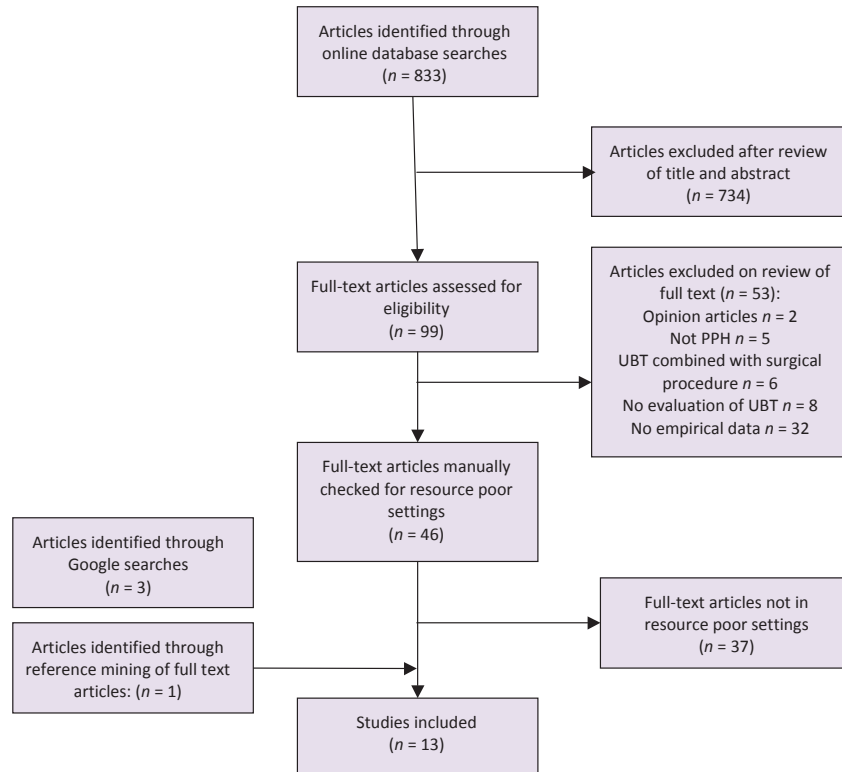 Articles identified through
online database searches
(n = 833)
Articles excluded after review
of title and abstract
(n = 734)
Full-text articles assessed for
eligibility
(n = 99)
Articles excluded on review of
full text (n = 53):
Opinion articles n = 2
Not PPH n = 5
UBT combined with surgical
procedure n = 6
No evaluation of UBT n = 8
No empirical data n = 32
Full-text articles manually
checked for resource poor
settings
(n = 46)
Articles identified through
Google searches
(n = 3)
Full-text articles not in
resource poor settings
(n = 37)
Articles identified through
reference mining of full text
articles: (n = 1)
Studies included
(n = 13)